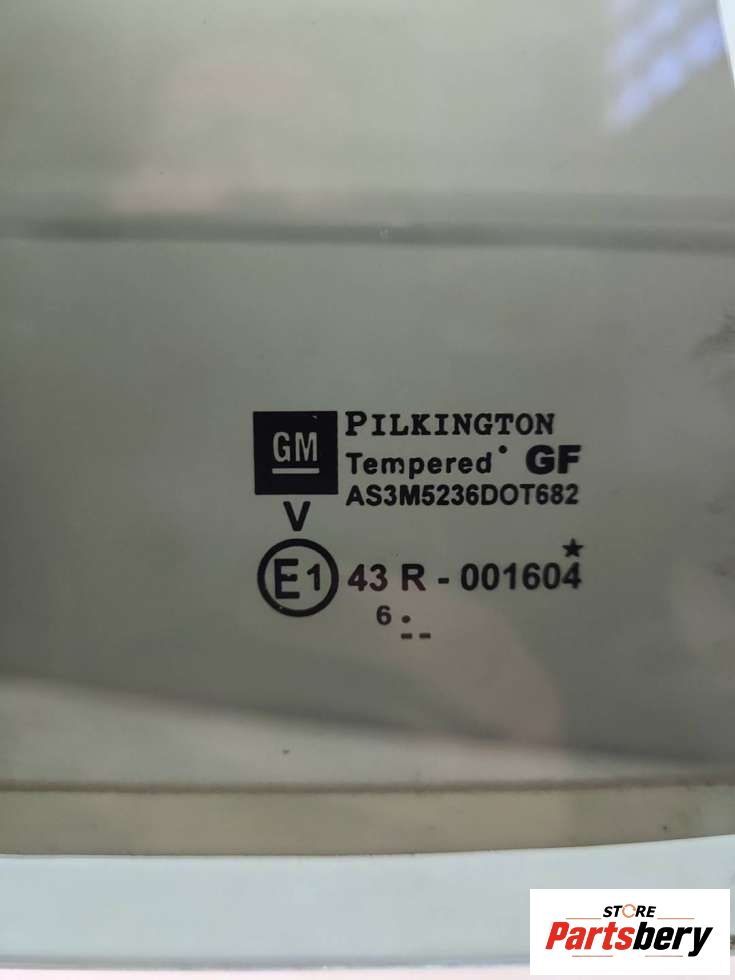 GM
PILKINGTON
Tempered GF
AS3M5236DOT682
V
E1 43 R - 001604
6
STORE
Partsbery